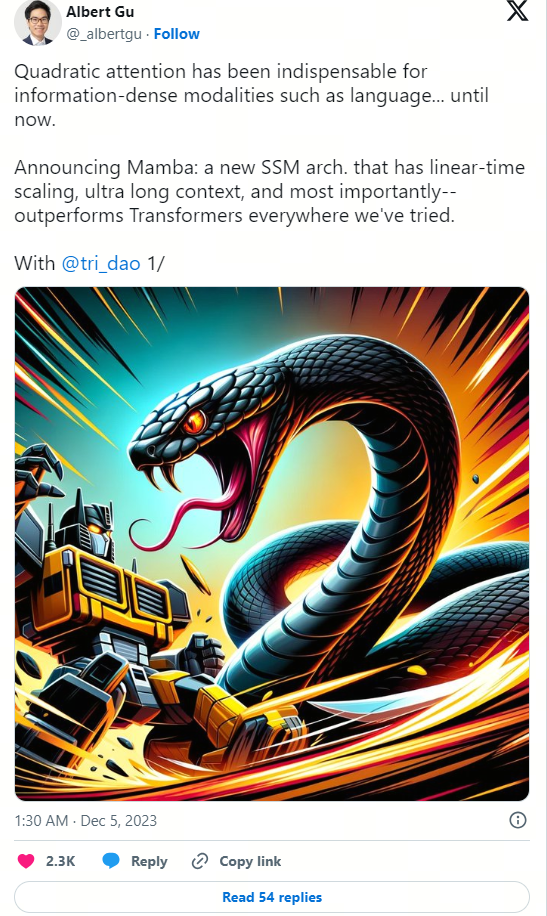 Albert Gu
@_albertgu · Follow
Quadratic attention has been indispensable for
information-dense modalities such as language... until
now.
Announcing Mamba: a new SSM arch. that has linear-time
scaling, ultra long context, and most importantly--
outperforms Transformers everywhere we've tried.
With @tri_dao 1/
1:30 AM · Dec 5, 2023
2.3K Reply Copy link
Read 54 replies